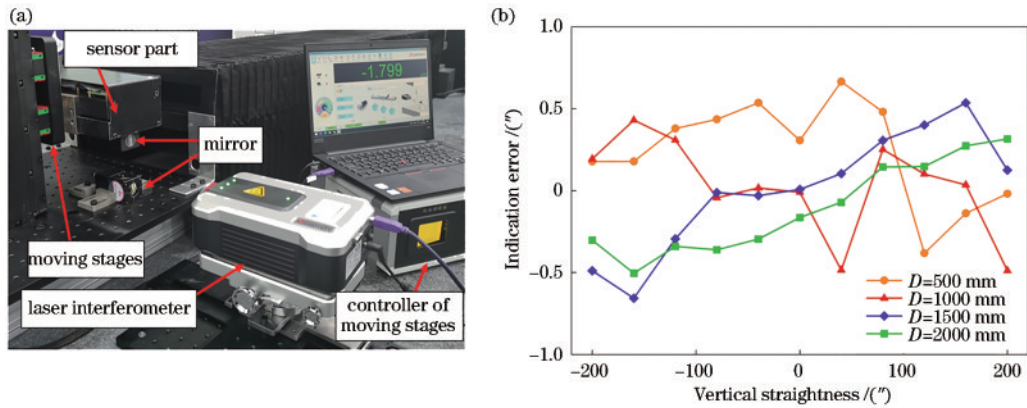 (a)
sensor part
-1.799
mirror
moving stages
laser interferometer
controller of
moving stages
(b)
1.0
0.5
0
-0.5
-1.0
Indication error /(″)
D=500 mm
D=1000 mm
D=1500 mm
D=2000 mm
-200
-100
0
100
200
Vertical straightness /(″)